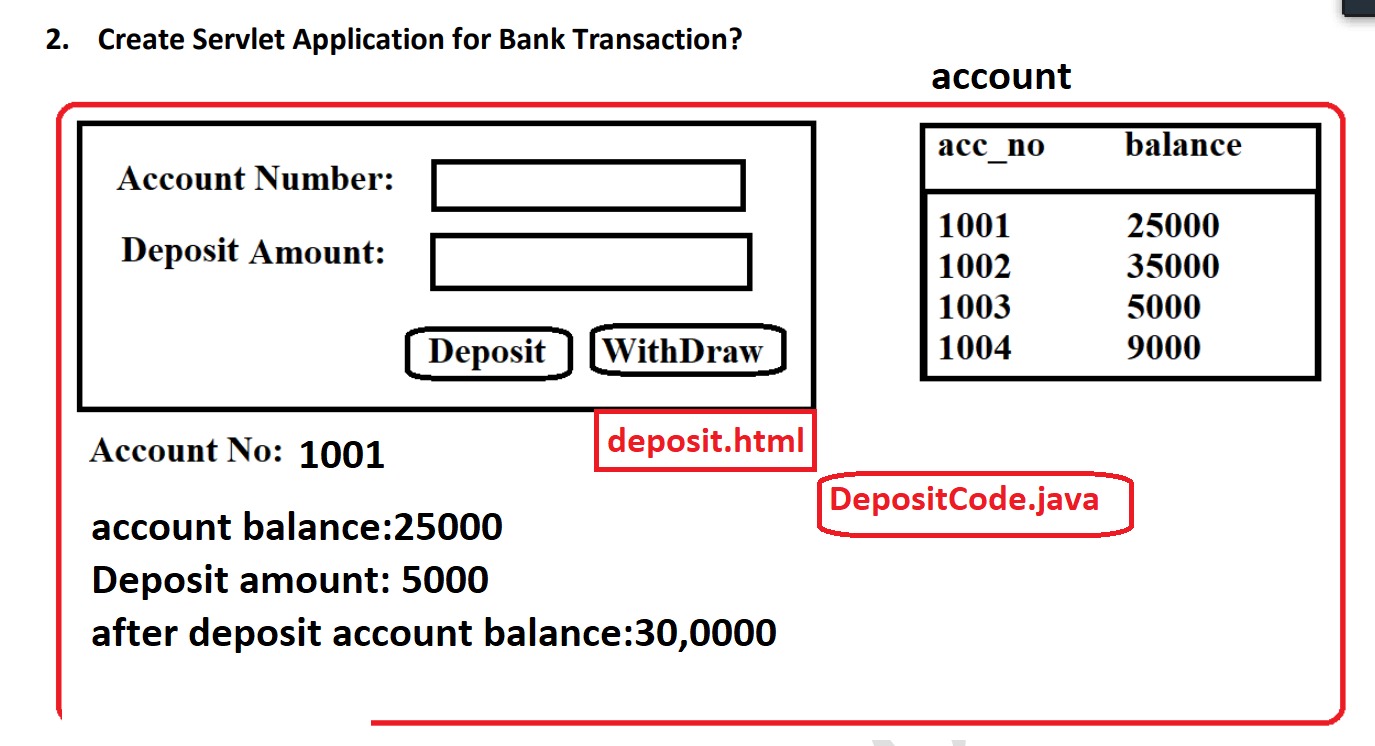 2. Create Servlet Application for Bank Transaction?
account
Account Number:
Deposit Amount:
Deposit WithDraw
acc_no balance
1001 25000
1002 35000
1003 5000
1004 9000
deposit.html
DepositCode.java
Account No: 1001
account balance:25000
Deposit amount: 5000
after deposit account balance:30,0000